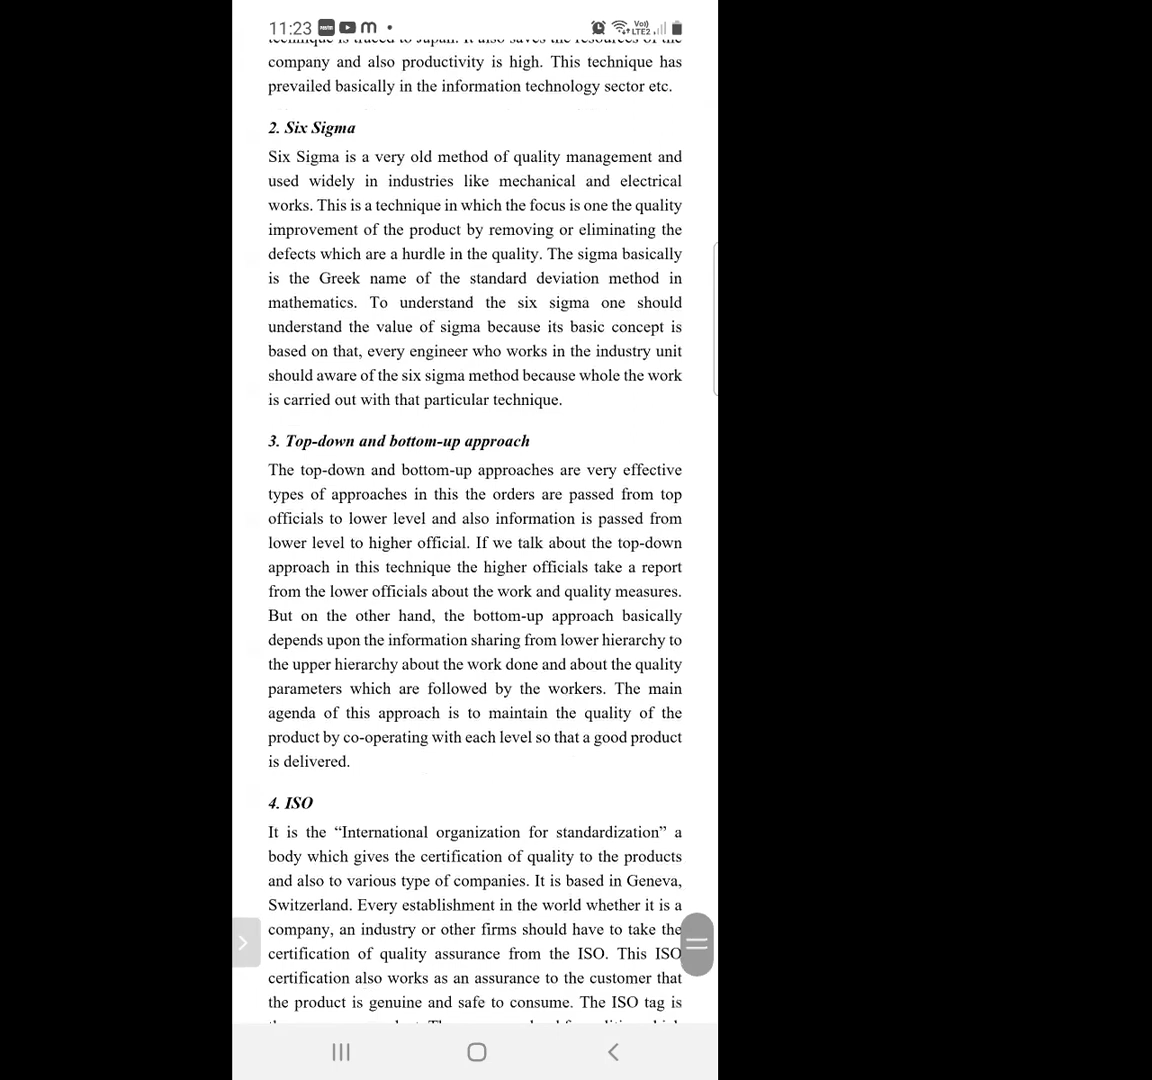 11:23
Vo))
LTE2
technique is traced to Japan. It also saves the resources of the
company and also productivity is high. This technique has
prevailed basically in the information technology sector etc.
2. Six Sigma
Six Sigma is a very old method of quality management and
used widely in industries like mechanical and electrical
works. This is a technique in which the focus is one the quality
improvement of the product by removing or eliminating the
defects which are a hurdle in the quality. The sigma basically
is the Greek name of the standard deviation method in
mathematics. To understand the six sigma one should
understand the value of sigma because its basic concept is
based on that, every engineer who works in the industry unit
should aware of the six sigma method because whole the work
is carried out with that particular technique.
3. Top-down and bottom-up approach
The top-down and bottom-up approaches are very effective
types of approaches in this the orders are passed from top
officials to lower level and also information is passed from
lower level to higher official. If we talk about the top-down
approach in this technique the higher officials take a report
from the lower officials about the work and quality measures.
But on the other hand, the bottom-up approach basically
depends upon the information sharing from lower hierarchy to
the upper hierarchy about the work done and about the quality
parameters which are followed by the workers. The main
agenda of this approach is to maintain the quality of the
product by co-operating with each level so that a good product
is delivered.
4. ISO
It is the “International organization for standardization” a
body which gives the certification of quality to the products
and also to various type of companies. It is based in Geneva,
Switzerland. Every establishment in the world whether it is a
company, an industry or other firms should have to take the
certification of quality assurance from the ISO. This ISO
certification also works as an assurance to the customer that
the product is genuine and safe to consume. The ISO tag is